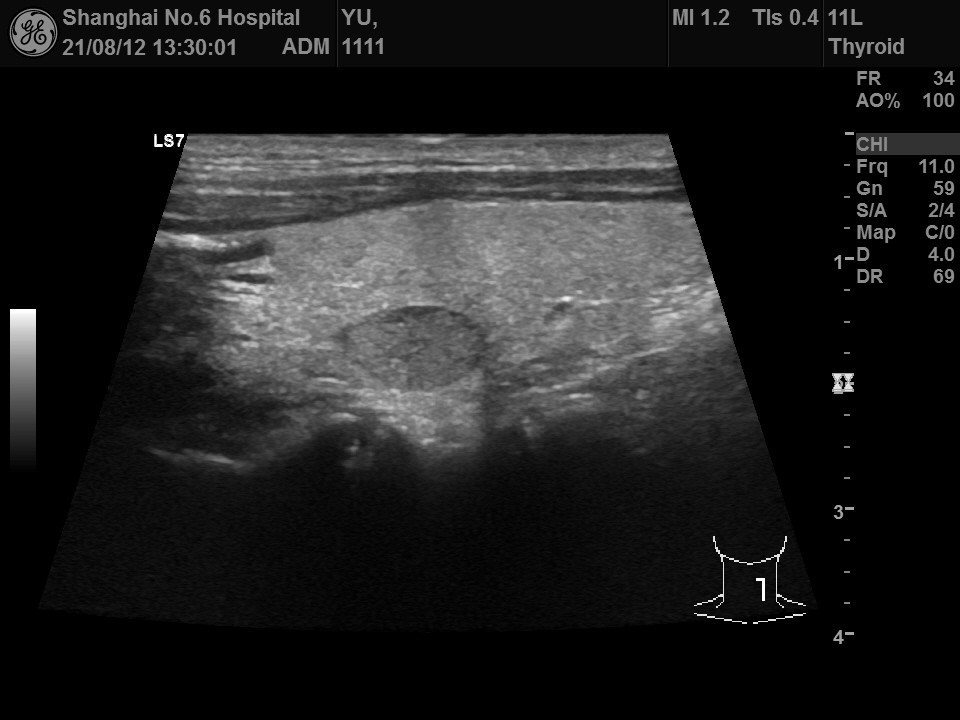 GE
Shanghai No.6 Hospital
21/08/12 13:30:01 ADM
YU,
1111
MI 1.2 TIs 0.4
11L
Thyroid
FR 34
AO% 100
CHI
Frq 11.0
Gn 59
S/A 2/4
Map C/0
D 4.0
DR 69
LS7
1
3
4
1